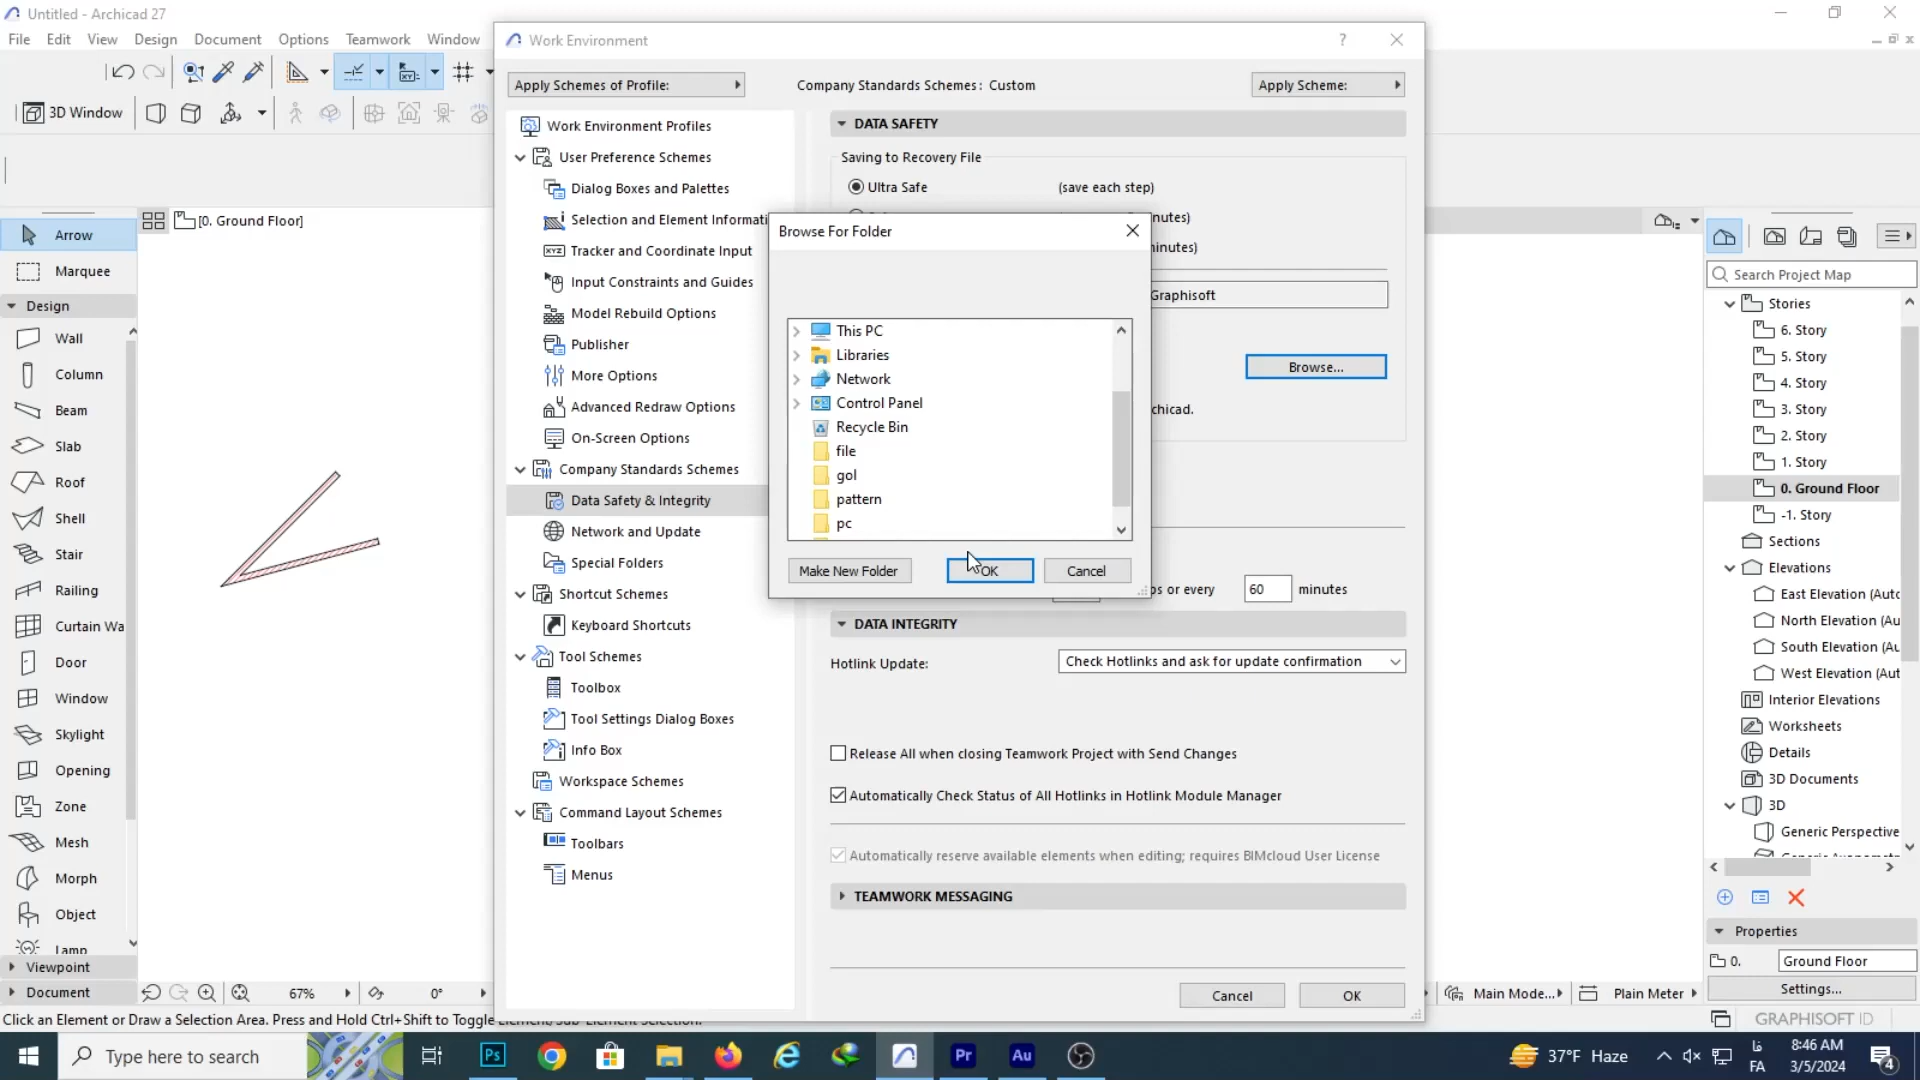 Untitled - Archicad 27
File Edit View Design Document Options Teamwork Window
3D Window
[0. Ground Floor]
Arrow
Marquee
Design
Wall
Column
Beam
Slab
Roof
Shell
Stair
Railing
Curtain Wa
Door
Window
Skylight
Opening
Zone
Mesh
Morph
Object
Lamp
Viewpoint
Document
67%
0°
Click an Element or Draw a Selection Area. Press and Hold Ctrl+Shift to Toggle Element/Sub-Element Selection.
Work Environment
?
Apply Schemes of Profile:
Company Standards Schemes: Custom
Apply Scheme:
Work Environment Profiles
User Preference Schemes
Dialog Boxes and Palettes
Selection and Element Informati
Tracker and Coordinate Input
Input Constraints and Guides
Model Rebuild Options
Publisher
More Options
Advanced Redraw Options
On-Screen Options
Company Standards Schemes
Data Safety & Integrity
Network and Update
Special Folders
Shortcut Schemes
Keyboard Shortcuts
Tool Schemes
Toolbox
Tool Settings Dialog Boxes
Info Box
Workspace Schemes
Command Layout Schemes
Toolbars
Menus
DATA SAFETY
Saving to Recovery File
Ultra Safe (save each step)
nutes)
inutes)
Graphisoft
Browse...
chicad.
ps or every 60 minutes
DATA INTEGRITY
Hotlink Update: Check Hotlinks and ask for update confirmation
Release All when closing Teamwork Project with Send Changes
Automatically Check Status of All Hotlinks in Hotlink Module Manager
Automatically reserve available elements when editing; requires BIMcloud User License
TEAMWORK MESSAGING
Cancel OK
Browse For Folder
This PC
Libraries
Network
Control Panel
Recycle Bin
file
gol
pattern
pc
Make New Folder OK Cancel
Search Project Map
Stories
6. Story
5. Story
4. Story
3. Story
2. Story
1. Story
0. Ground Floor
-1. Story
Sections
Elevations
East Elevation (Auto
North Elevation (Au
South Elevation (Au
West Elevation (Aut
Interior Elevations
Worksheets
Details
3D Documents
3D
Generic Perspective
Properties
0. Ground Floor
Settings...
Main Mode... Plain Meter
GRAPHISOFT ID
Type here to search
Ps
Pr
Au
37°F Haze
فا
FA
8:46 AM
3/5/2024
4